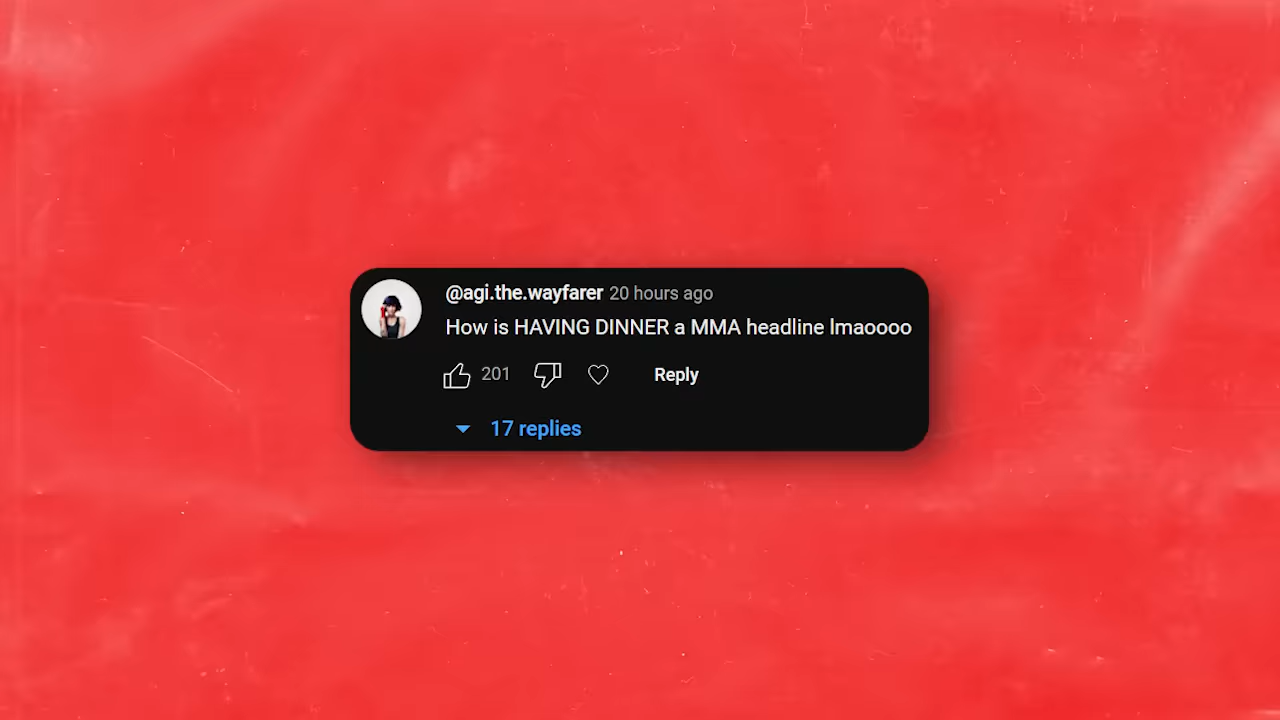 @agi.the.wayfarer 20 hours ago
How is HAVING DINNER a MMA headline lmaoooo
201 Reply
17 replies